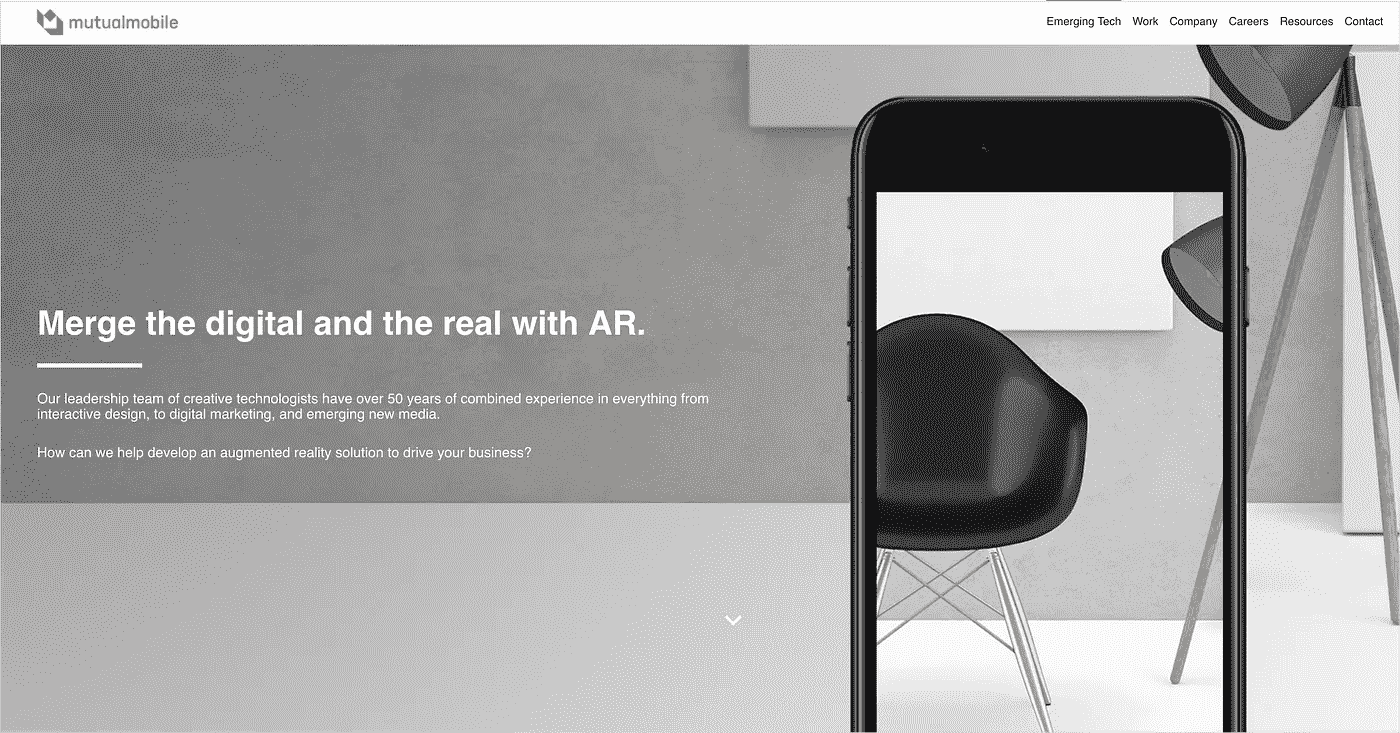 mutualmobile
Emerging Tech Work Company Careers Resources Contact
Merge the digital and the real with AR.
Our leadership team of creative technologists have over 50 years of combined experience in everything from
interactive design, to digital marketing, and emerging new media.
How can we help develop an augmented reality solution to drive your business?